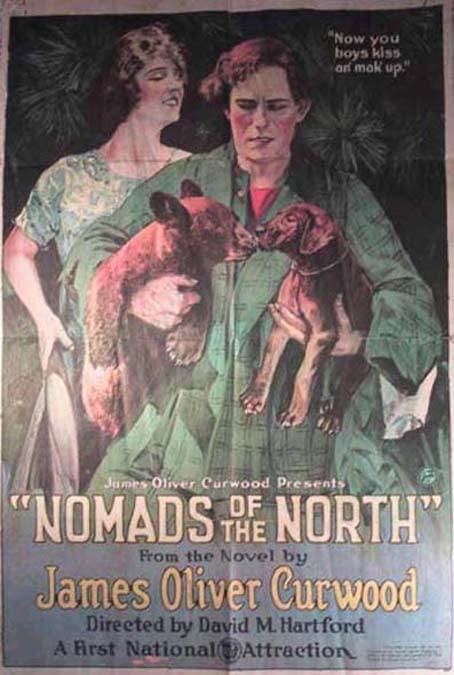 "Now you
boys kiss
an' mak' up."
James Oliver Curwood Presents
"NOMADS OF THE NORTH"
From the Novel by
James Oliver Curwood
Directed by David M. Hartford
A First National Attraction